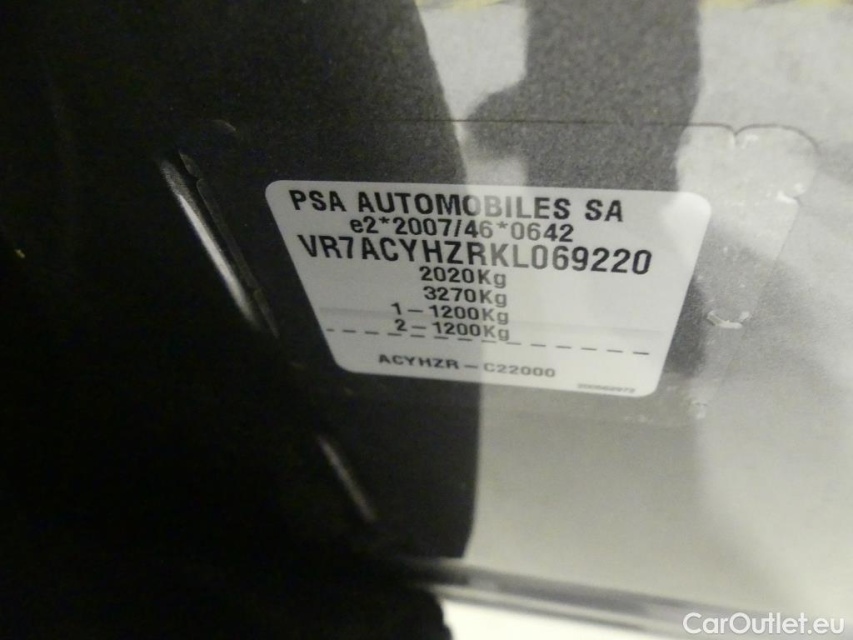 PSA AUTOMOBILES SA
e2*2007/46*0642
VR7ACYHZRKL069220
2020Kg
3270Kg
1-1200Kg
2-1200Kg
ACYHZR-C22000
CarOutlet.eu